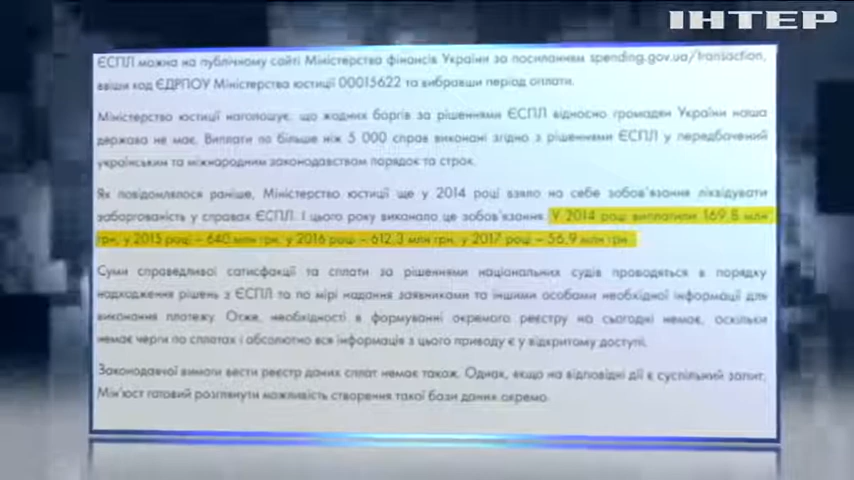 ІНТЕР
ЄСПЛ можна на публічному сайті Міністерства фінансів України за посиланням spending.gov.ua/transaction,
ввівши код ЄДРПОУ Міністерства юстиції 00015622 та вибравши період оплати.
Міністерство юстиції наголошує, що жодних боргів за рішеннями ЄСПЛ відносно громадян України наша
держава не має. Виплати по більше ніж 5 000 справ виконані згідно з рішеннями ЄСПЛ у передбачений
українським та міжнародним законодавством порядок та строк.
Як повідомлялося раніше, Міністерство юстиції ще у 2014 році взяло на себе зобов'язання ліквідувати
заборгованість у справах ЄСПЛ. І цього року виконало це зобов'язання. У 2014 році виплатили 169,8 млн
грн, у 2015 році – 640 млн грн, у 2016 році – 612,3 млн грн, у 2017 році – 56,9 млн грн.
Суми справедливої сатисфакції та сплати за рішеннями національних судів проводяться в порядку
надходження рішень з ЄСПЛ та по мірі надання заявниками та іншими особами необхідної інформації для
виконання платежу. Отже, необхідності в формуванні окремого реєстру на сьогодні немає, оскільки
немає черги по сплатах і абсолютно вся інформація з цього приводу є у відкритому доступі.
Законодавчої вимоги вести реєстр даних сплат немає також. Однак, якщо на відповідні дії є суспільний запит,
Мін'юст готовий розглянути можливість створення такої бази даних окремо.